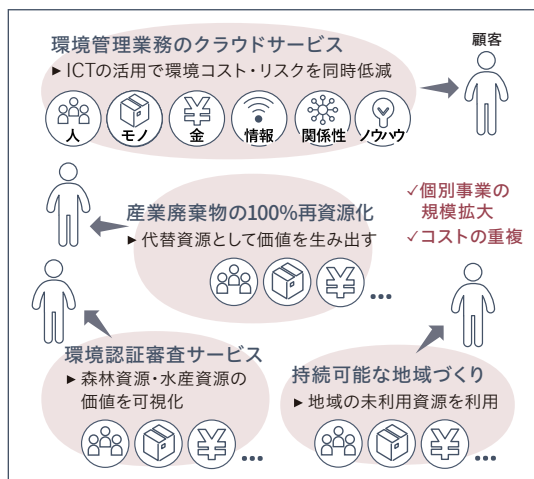 環境管理業務のクラウドサービス
▶ ICTの活用で環境コスト・リスクを同時低減
顧客
人
モノ
金
情報
関係性
ノウハウ
産業廃棄物の100%再資源化
▶ 代替資源として価値を生み出す
...
✓個別事業の
規模拡大
✓コストの重複
環境認証審査サービス
▶ 森林資源・水産資源の
価値を可視化
...
持続可能な地域づくり
▶ 地域の未利用資源を利用
...